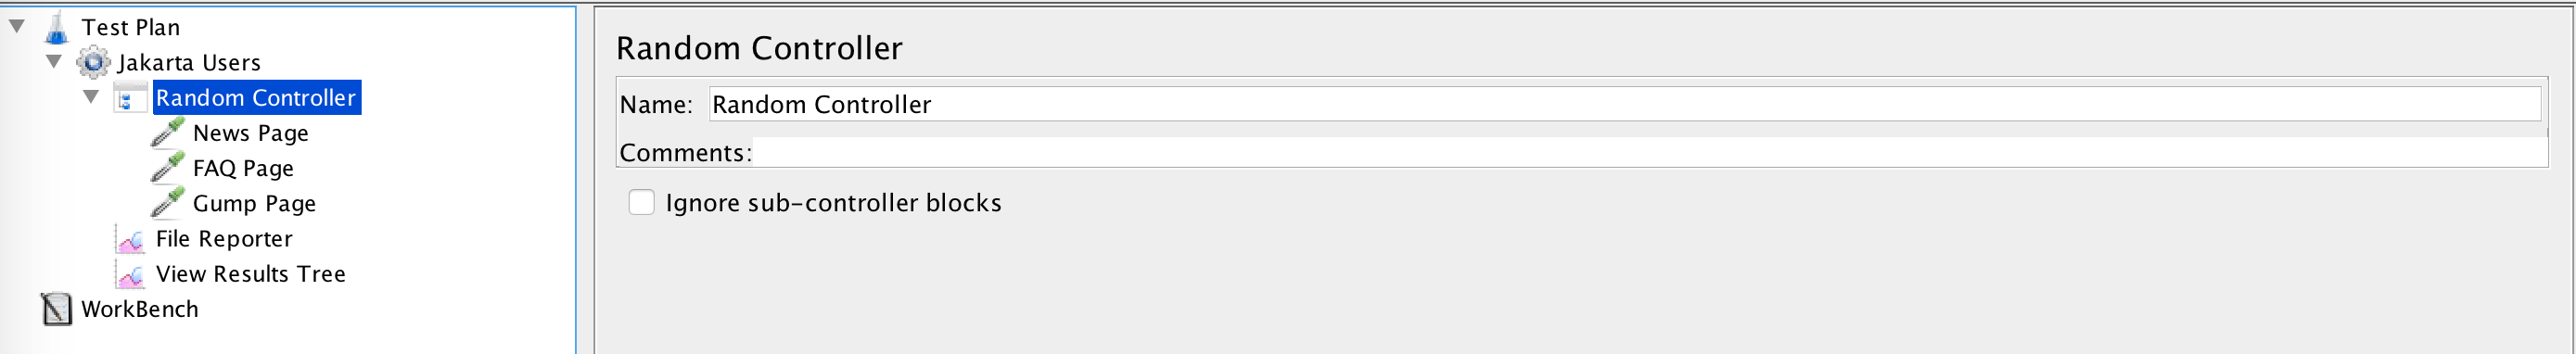 Test Plan
Jakarta Users
Random Controller
News Page
FAQ Page
Gump Page
File Reporter
View Results Tree
WorkBench
Random Controller
Name: Random Controller
Comments:
Ignore sub-controller blocks